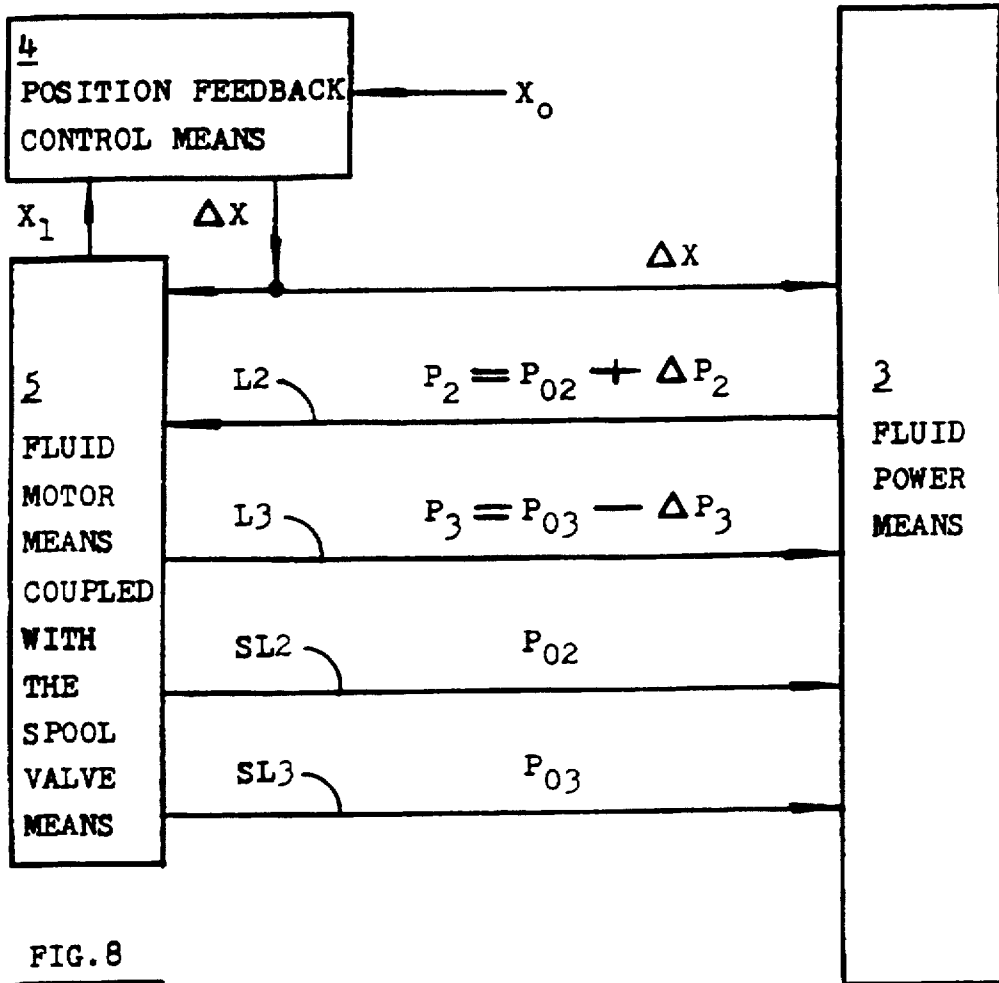 4
POSITION FEEDBACK
CONTROL MEANS
X₀
X₁
ΔX
ΔX
5
FLUID
MOTOR
MEANS
COUPLED
WITH
THE
SPOOL
VALVE
MEANS
L2
P₂ = P₀₂ + ΔP₂
L3
P₃ = P₀₃ − ΔP₃
SL2
P₀₂
SL3
P₀₃
3
FLUID
POWER
MEANS
FIG.8